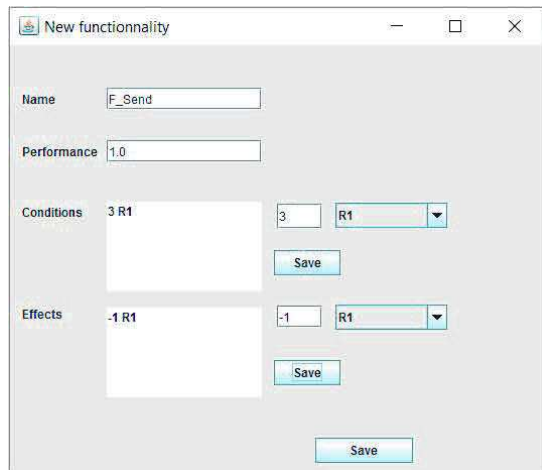 New functionnality
Name F_Send
Performance 1.0
Conditions 3 R1 3 R1
Save
Effects -1 R1 -1 R1
Save
Save